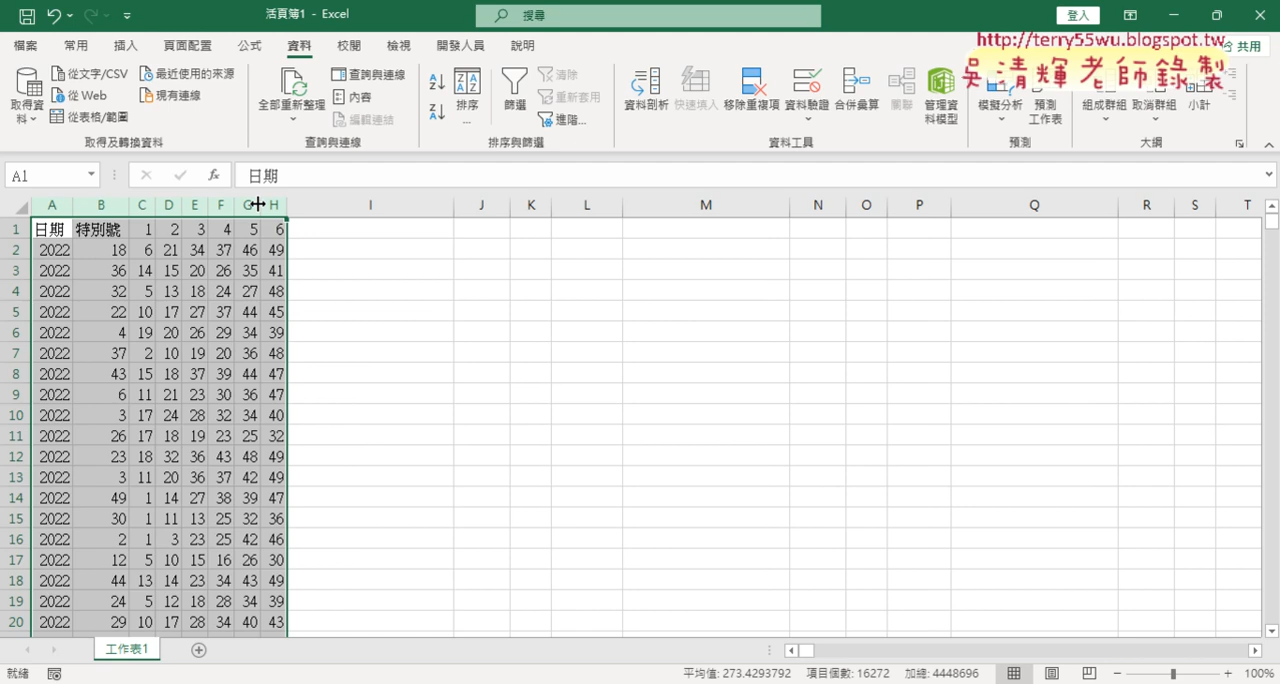 活頁簿1 - Excel
搜尋
登入
http://terry55wu.blogspot.tw
吳清輝老師錄製
檔案 常用 插入 頁面配置 公式 資料 校閱 檢視 開發人員 說明 共用
取得資料
從文字/CSV
從 Web
從表格/範圍
最近使用的來源
現有連線
取得及轉換資料
全部重新整理
查詢與連線
內容
編輯連結
查詢與連線
排序...
篩選
清除
重新套用
進階...
排序與篩選
資料剖析 快速填入 移除重複項 資料驗證 合併彙算 關聯 管理資料模型
資料工具
模擬分析 預測工作表
預測
組成群組 取消群組 小計
大綱
A1 fx 日期
A B C D E F G H I J K L M N O P Q R S T
1 日期 特別號 1 2 3 4 5 6
2 2022 18 6 21 34 37 46 49
3 2022 36 14 15 20 26 35 41
4 2022 32 5 13 18 24 27 48
5 2022 22 10 17 27 37 44 45
6 2022 4 19 20 26 29 34 39
7 2022 37 2 10 19 20 36 48
8 2022 43 15 18 37 39 44 47
9 2022 6 11 21 23 30 36 47
10 2022 3 17 24 28 32 34 40
11 2022 26 17 18 19 23 25 32
12 2022 23 18 32 36 43 48 49
13 2022 3 11 20 36 37 42 49
14 2022 49 1 14 27 38 39 47
15 2022 30 1 11 13 25 32 36
16 2022 2 1 3 23 25 42 46
17 2022 12 5 10 15 16 26 30
18 2022 44 13 14 23 34 43 49
19 2022 24 5 12 18 28 34 39
20 2022 29 10 17 28 34 40 43
工作表1
就緒 平均值: 273.4293792 項目個數: 16272 加總: 4448696 100%